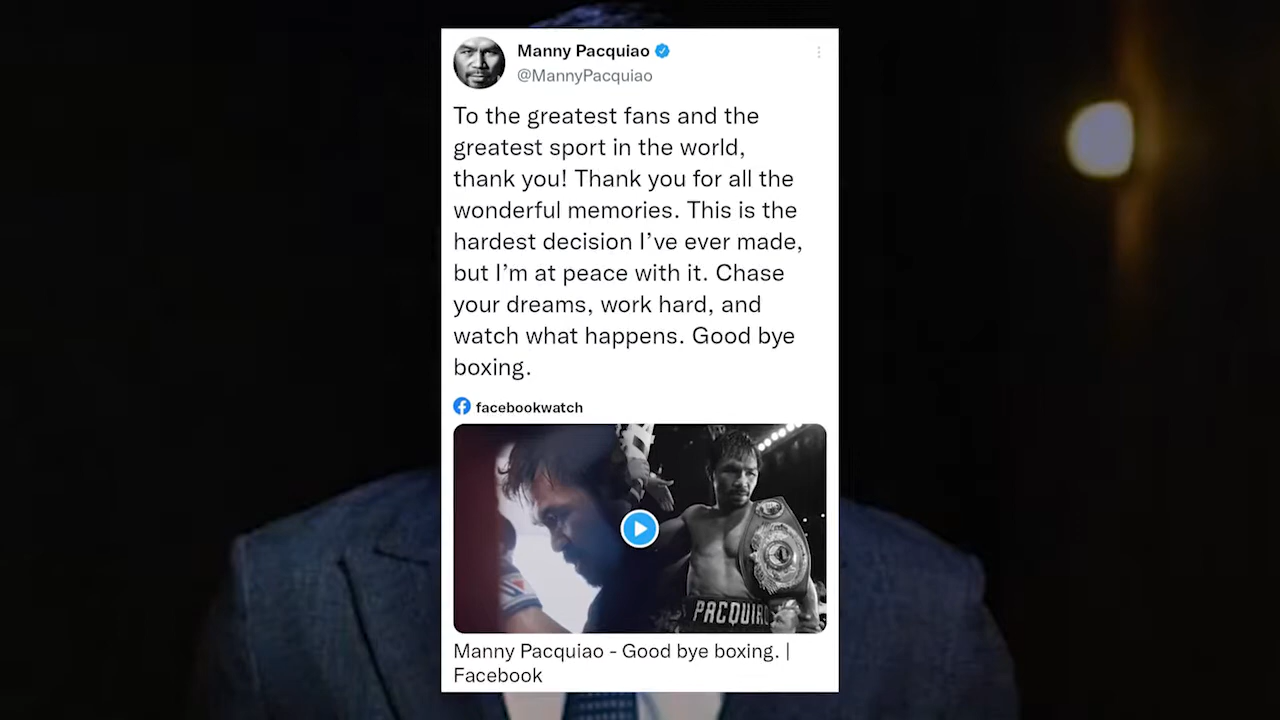 Manny Pacquiao
@MannyPacquiao
To the greatest fans and the
greatest sport in the world,
thank you! Thank you for all the
wonderful memories. This is the
hardest decision I’ve ever made,
but I’m at peace with it. Chase
your dreams, work hard, and
watch what happens. Good bye
boxing.
facebookwatch
PACQUIAO
Manny Pacquiao - Good bye boxing. |
Facebook